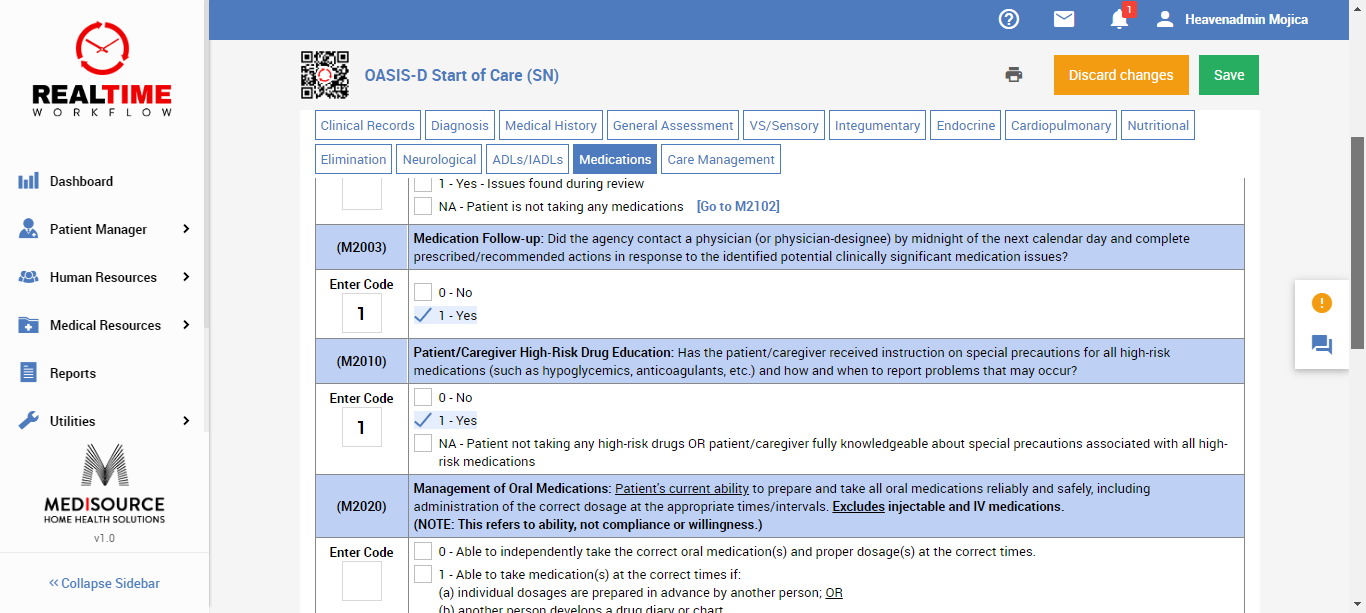 1
Heavenadmin Mojica
REALTIME
WORKFLOW
OASIS-D Start of Care (SN)
Discard changes
Save
Clinical Records
Diagnosis
Medical History
General Assessment
VS/Sensory
Integumentary
Endocrine
Cardiopulmonary
Nutritional
Elimination
Neurological
ADLs/IADLs
Medications
Care Management
Dashboard
Patient Manager
Human Resources
Medical Resources
Reports
Utilities
MEDISOURCE
HOME HEALTH SOLUTIONS
v1.0
<< Collapse Sidebar
1 - Yes - Issues found during review
NA - Patient is not taking any medications [Go to M2102]
(M2003)
Medication Follow-up: Did the agency contact a physician (or physician-designee) by midnight of the next calendar day and complete
prescribed/recommended actions in response to the identified potential clinically significant medication issues?
Enter Code
1
0 - No
1 - Yes
(M2010)
Patient/Caregiver High-Risk Drug Education: Has the patient/caregiver received instruction on special precautions for all high-risk
medications (such as hypoglycemics, anticoagulants, etc.) and how and when to report problems that may occur?
Enter Code
1
0 - No
1 - Yes
NA - Patient not taking any high-risk drugs OR patient/caregiver fully knowledgeable about special precautions associated with all high-
risk medications
(M2020)
Management of Oral Medications: Patient's current ability to prepare and take all oral medications reliably and safely, including
administration of the correct dosage at the appropriate times/intervals. Excludes injectable and IV medications.
(NOTE: This refers to ability, not compliance or willingness.)
Enter Code
0 - Able to independently take the correct oral medication(s) and proper dosage(s) at the correct times.
1 - Able to take medication(s) at the correct times if:
(a) individual dosages are prepared in advance by another person; OR
(b) another person develops a drug diary or chart